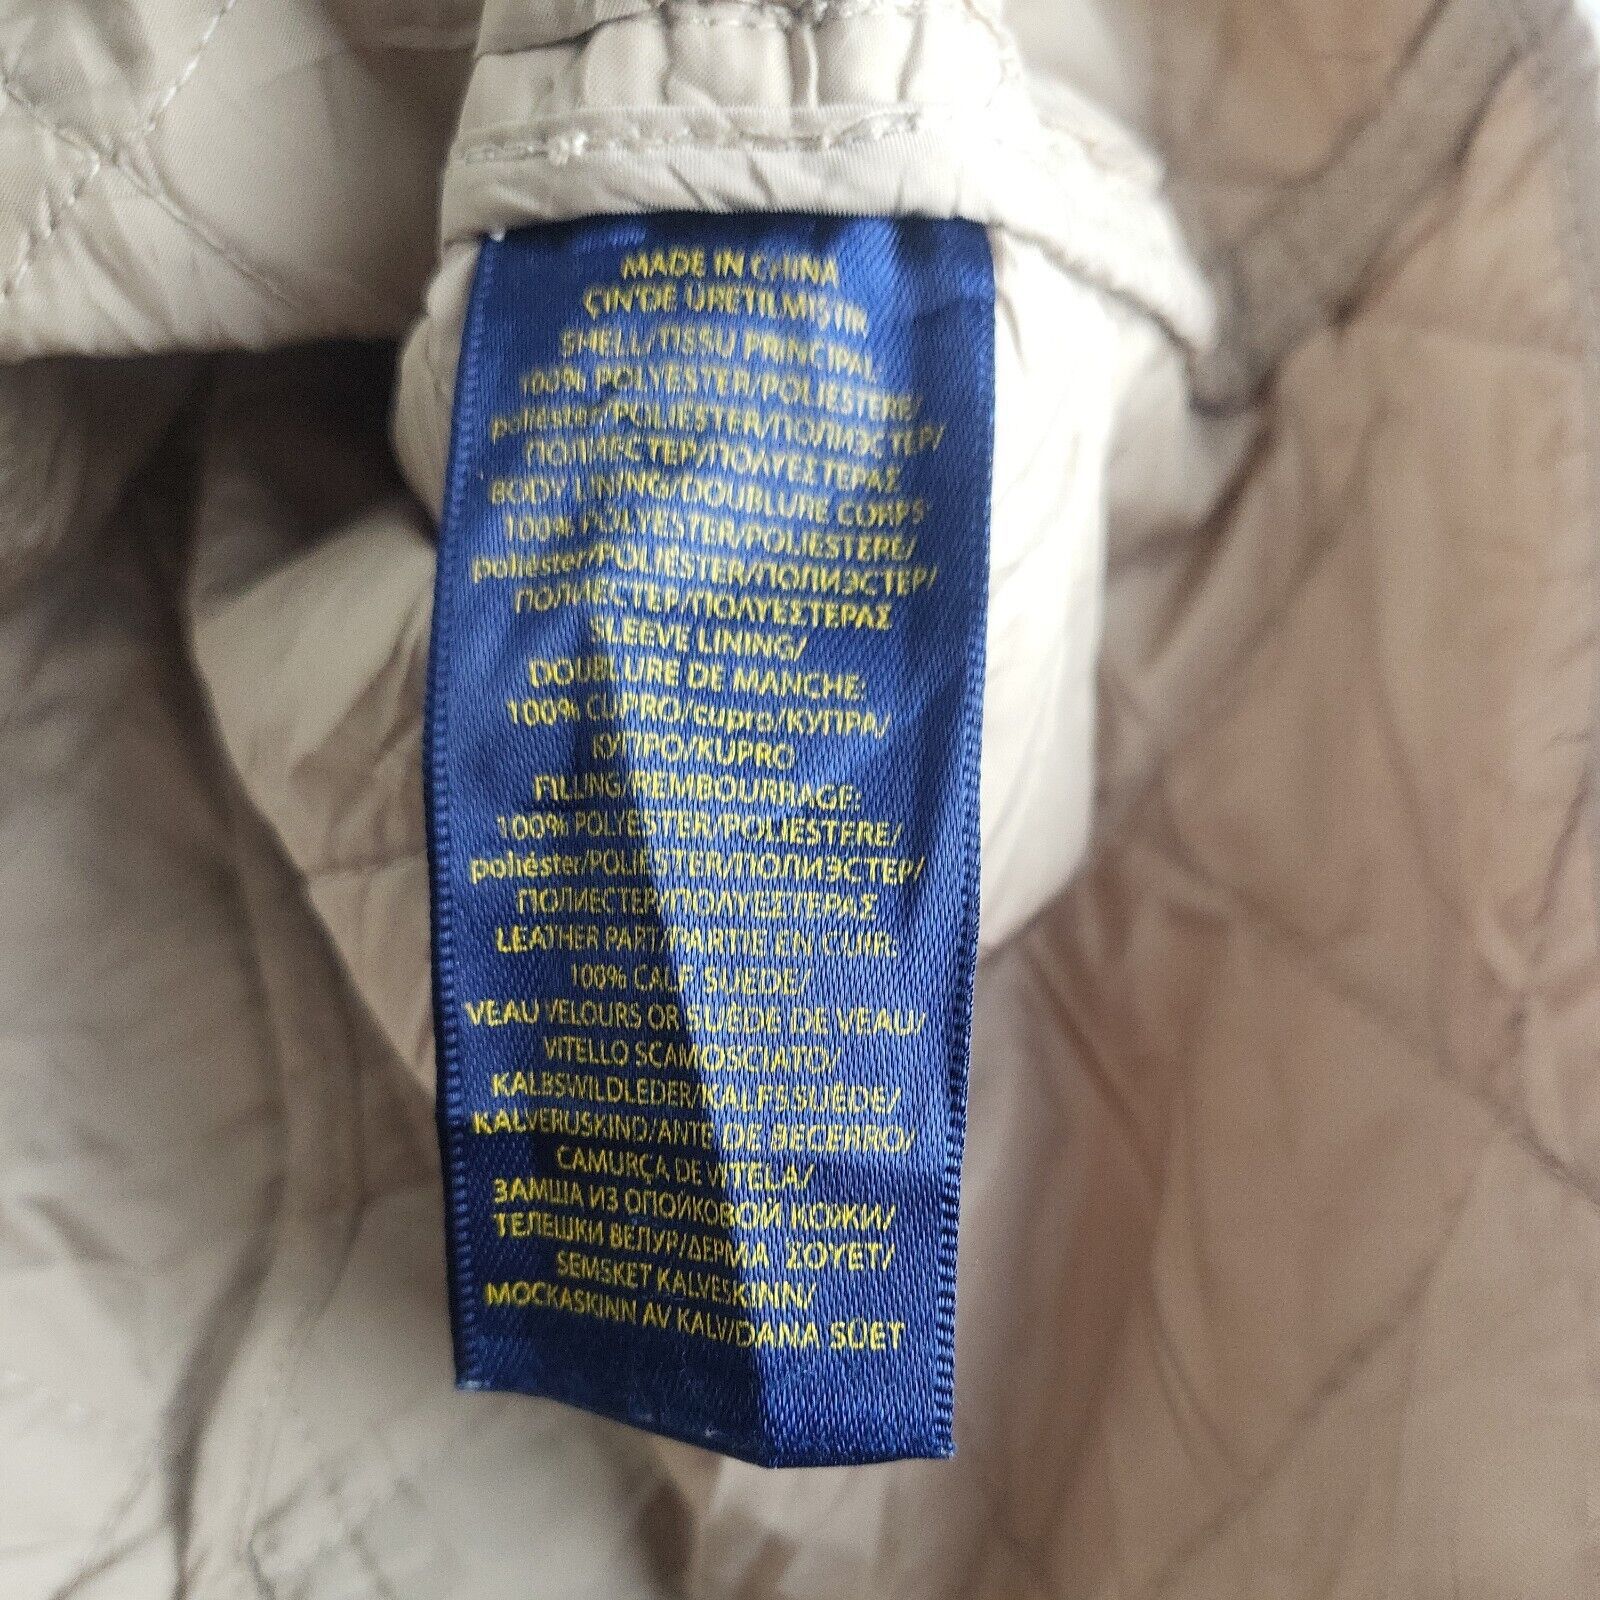 MADE IN CHINA
ÇİN'DE ÜRETİLMİŞTİR
SHELL/TISSU PRINCIPAL
100% POLYESTER/POLIESTERE/
poliéster/POLIESTER/ПОЛИЭСТЕР/
ПОЛИЕСТЕР/ΠΟΛΥΕΣΤΕΡΑΣ
BODY LINING/DOUBLURE CORPS
100% POLYESTER/POLIESTERE/
poliéster/POLIESTER/ПОЛИЭСТЕР/
ПОЛИЕСТЕР/ΠΟΛΥΕΣΤΕΡΑΣ
SLEEVE LINING/
DOUBLURE DE MANCHE:
100% CUPRO/cupro/КУПРА/
КУПРО/KUPRO
FILLING/REMBOURRAGE:
100% POLYESTER/POLIESTERE/
poliéster/POLIESTER/ПОЛИЭСТЕР/
ПОЛИЕСТЕР/ΠΟΛΥΕΣΤΕΡΑΣ
LEATHER PART/PARTIE EN CUIR:
100% CALF SUEDE/
VEAU VELOURS OR SUÈDE DE VEAU/
VITELLO SCAMOSCIATO/
KALBSWILDLEDER/KALFSSUÈDE/
KALVERUSKIND/ANTE DE BECERRO/
CAMURÇA DE VITELA/
ЗАМША ИЗ ОПОЙКОВОЙ КОЖИ/
ТЕЛЕШКИ ВЕЛУР/ΔΕΡΜΑ ΣΟΥΕΤ/
SEMSKET KALVESKINN/
MOCKASKINN AV KALV/DANA SÜET